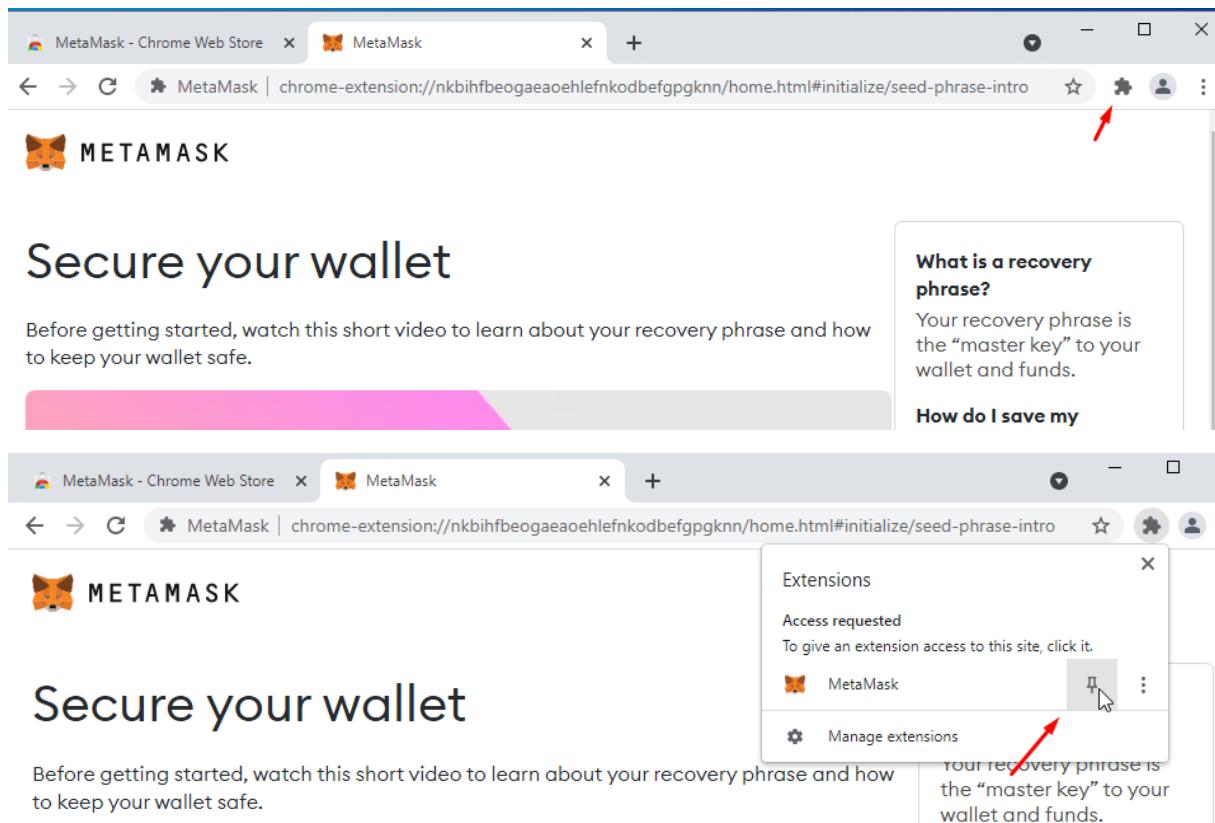 MetaMask - Chrome Web Store
MetaMask
MetaMask | chrome-extension://nkbihfbeogaeaoehlefnkodbefgpgknn/home.html#initialize/seed-phrase-intro
METAMASK
Secure your wallet
Before getting started, watch this short video to learn about your recovery phrase and how
to keep your wallet safe.
What is a recovery
phrase?
Your recovery phrase is
the “master key” to your
wallet and funds.
How do I save my
MetaMask - Chrome Web Store
MetaMask
MetaMask | chrome-extension://nkbihfbeogaeaoehlefnkodbefgpgknn/home.html#initialize/seed-phrase-intro
METAMASK
Secure your wallet
Before getting started, watch this short video to learn about your recovery phrase and how
to keep your wallet safe.
Extensions
Access requested
To give an extension access to this site, click it.
MetaMask
Manage extensions
Your recovery phrase is
the “master key” to your
wallet and funds.